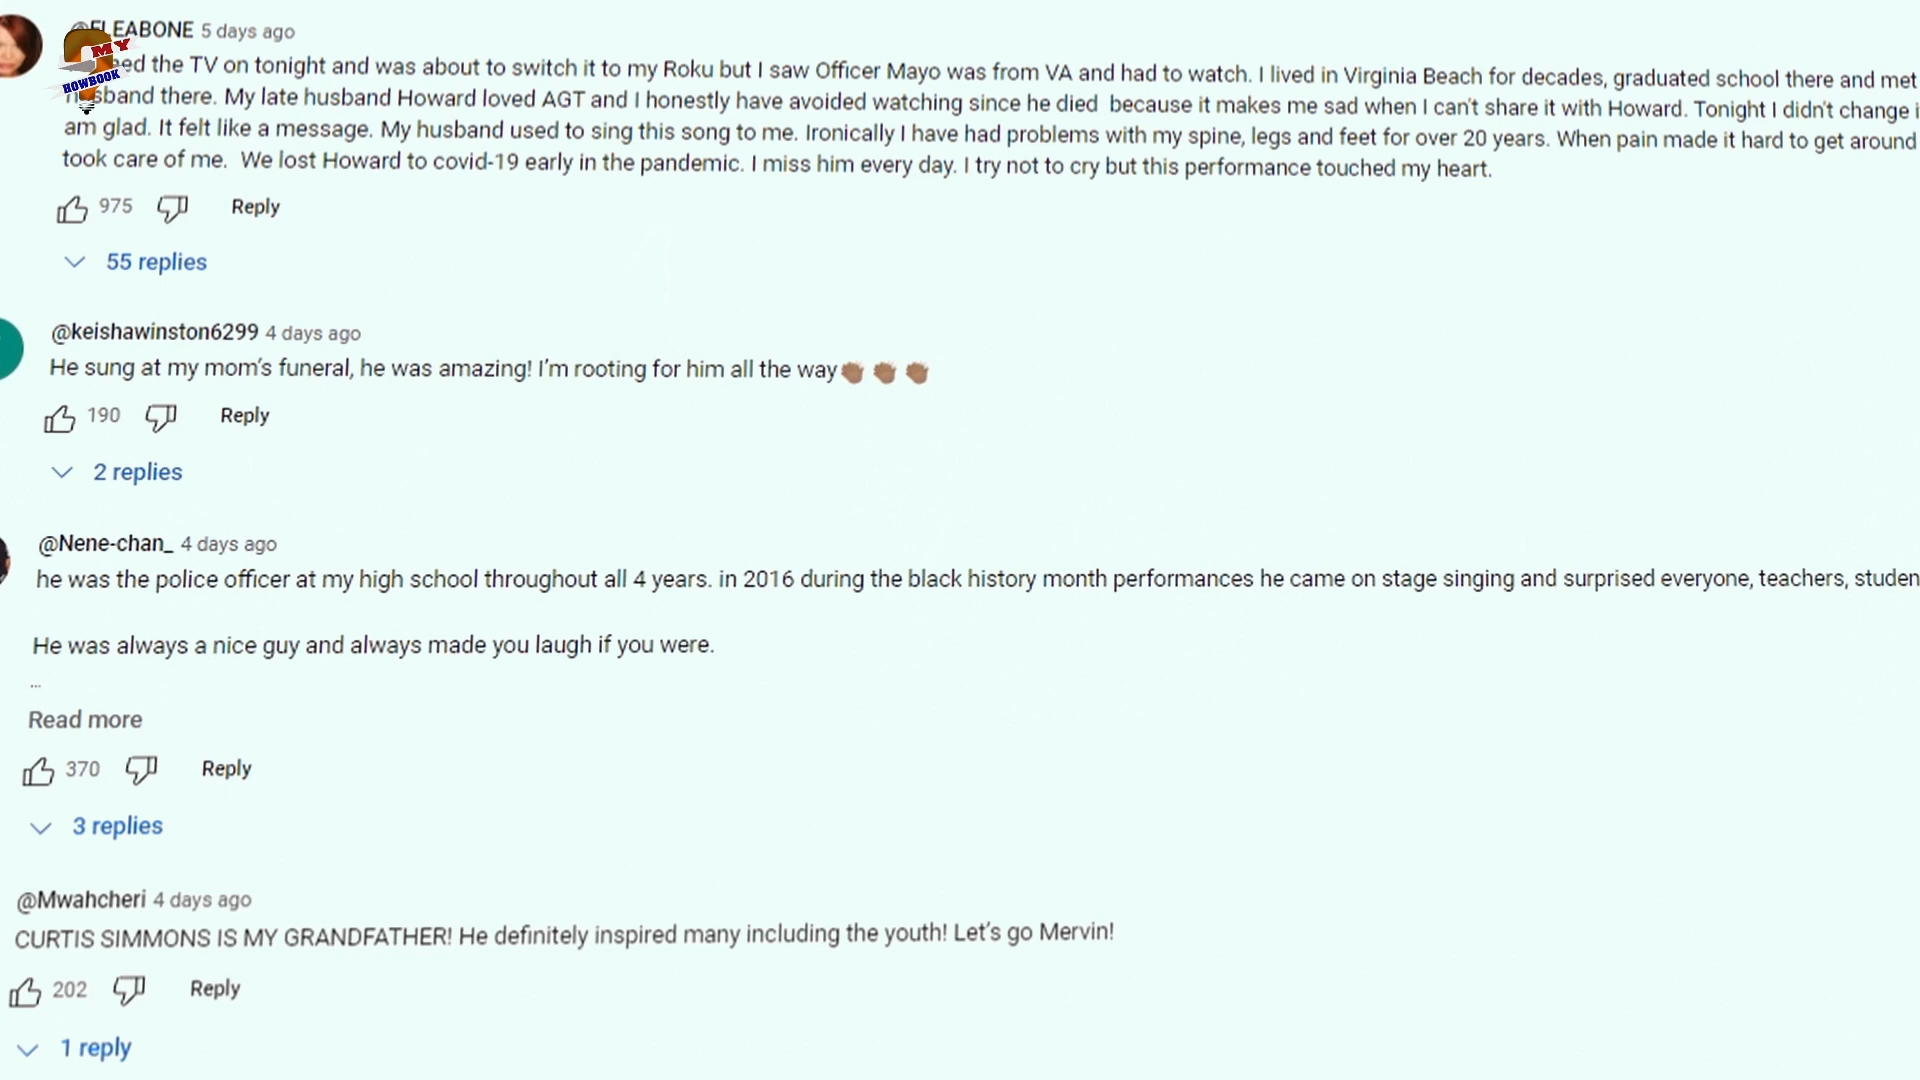 @ELEABONE 5 days ago
MY
HOWBOOK
the TV on tonight and was about to switch it to my Roku but I saw Officer Mayo was from VA and had to watch. I lived in Virginia Beach for decades, graduated school there and met
husband there. My late husband Howard loved AGT and I honestly have avoided watching since he died because it makes me sad when I can't share it with Howard. Tonight I didn't change
am glad. It felt like a message. My husband used to sing this song to me. Ironically I have had problems with my spine, legs and feet for over 20 years. When pain made it hard to get around
took care of me. We lost Howard to covid-19 early in the pandemic. I miss him every day. I try not to cry but this performance touched my heart.
975 Reply
55 replies
@keishawinston6299 4 days ago
He sung at my mom's funeral, he was amazing! I'm rooting for him all the way👏🏽 👏🏽 👏🏽
190 Reply
2 replies
@Nene-chan_ 4 days ago
he was the police officer at my high school throughout all 4 years. in 2016 during the black history month performances he came on stage singing and surprised everyone, teachers, studen
He was always a nice guy and always made you laugh if you were.
...
Read more
370 Reply
3 replies
@Mwahcheri 4 days ago
CURTIS SIMMONS IS MY GRANDFATHER! He definitely inspired many including the youth! Let's go Mervin!
202 Reply
1 reply